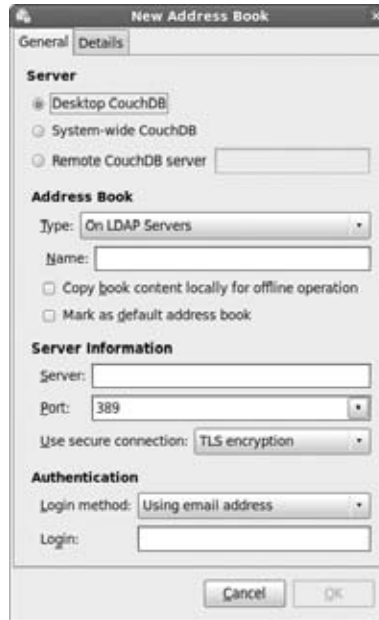 New Address Book
General Details
Server
Desktop CouchDB
System-wide CouchDB
Remote CouchDB server
Address Book
Type: On LDAP Servers
Name:
Copy book content locally for offline operation
Mark as default address book
Server Information
Server:
Port: 389
Use secure connection: TLS encryption
Authentication
Login method: Using email address
Login:
Cancel OK